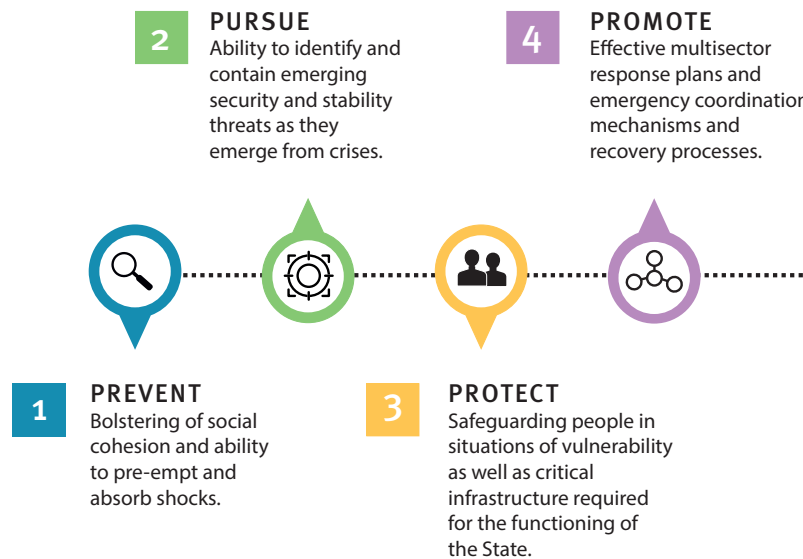 1
PREVENT
Bolstering of social
cohesion and ability
to pre-empt and
absorb shocks.
2
PURSUE
Ability to identify and
contain emerging
security and stability
threats as they
emerge from crises.
3
PROTECT
Safeguarding people in
situations of vulnerability
as well as critical
infrastructure required
for the functioning of
the State.
4
PROMOTE
Effective multisector
response plans and
emergency coordination
mechanisms and
recovery processes.